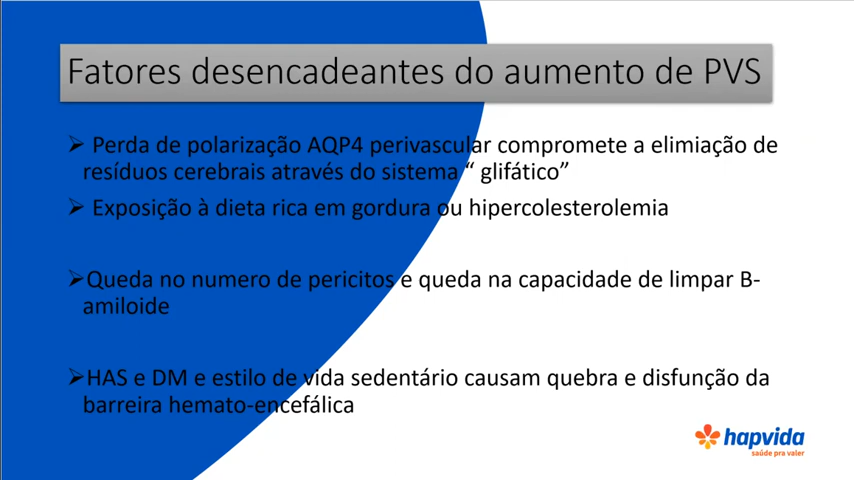 Fatores desencadeantes do aumento de PVS
➢ Perda de polarização AQP4 perivascular compromete a elimiação de
resíduos cerebrais através do sistema “ glifático”
➢ Exposição à dieta rica em gordura ou hipercolesterolemia
➢Queda no numero de pericitos e queda na capacidade de limpar B-
amiloide
➢HAS e DM e estilo de vida sedentário causam quebra e disfunção da
barreira hemato-encefálica
hapvida
saúde pra valer